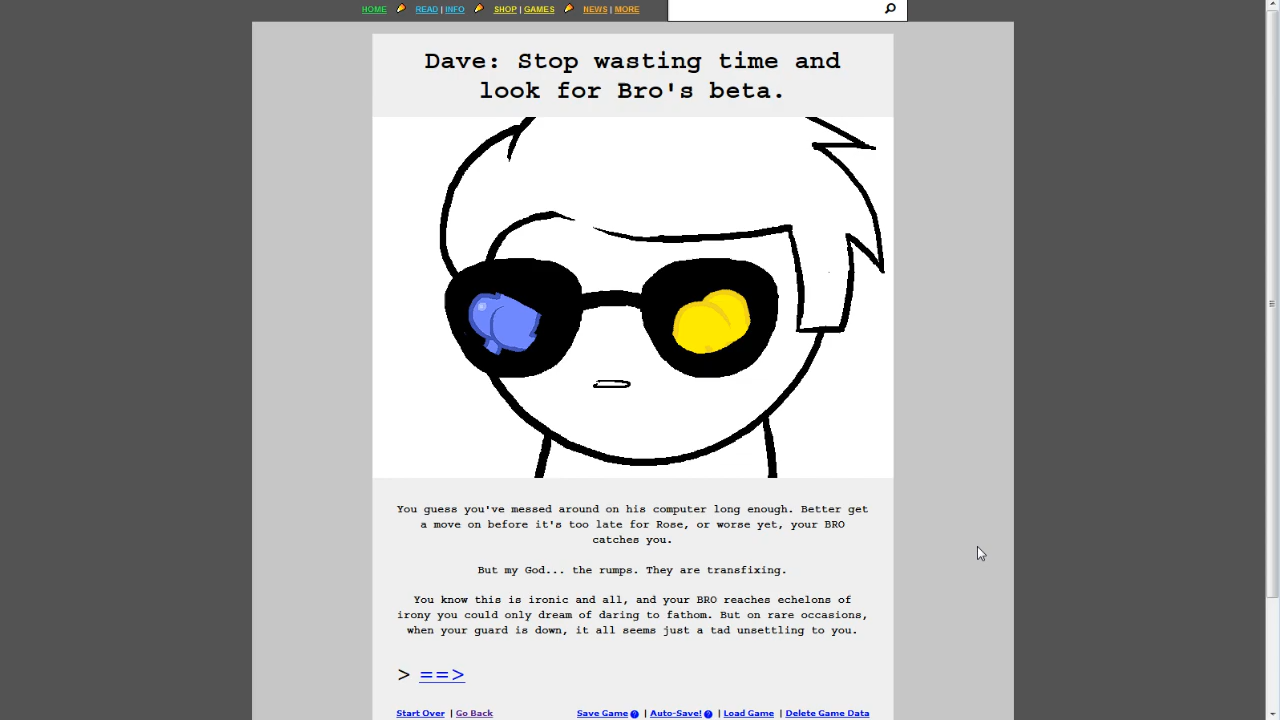 HOME READ | INFO SHOP | GAMES NEWS | MORE
Dave: Stop wasting time and
look for Bro's beta.
You guess you've messed around on his computer long enough. Better get
a move on before it's too late for Rose, or worse yet, your BRO
catches you.
But my God... the rumps. They are transfixing.
You know this is ironic and all, and your BRO reaches echelons of
irony you could only dream of daring to fathom. But on rare occasions,
when your guard is down, it all seems just a tad unsettling to you.
> ==>
Start Over | Go Back Save Game ? | Auto-Save! ? | Load Game | Delete Game Data